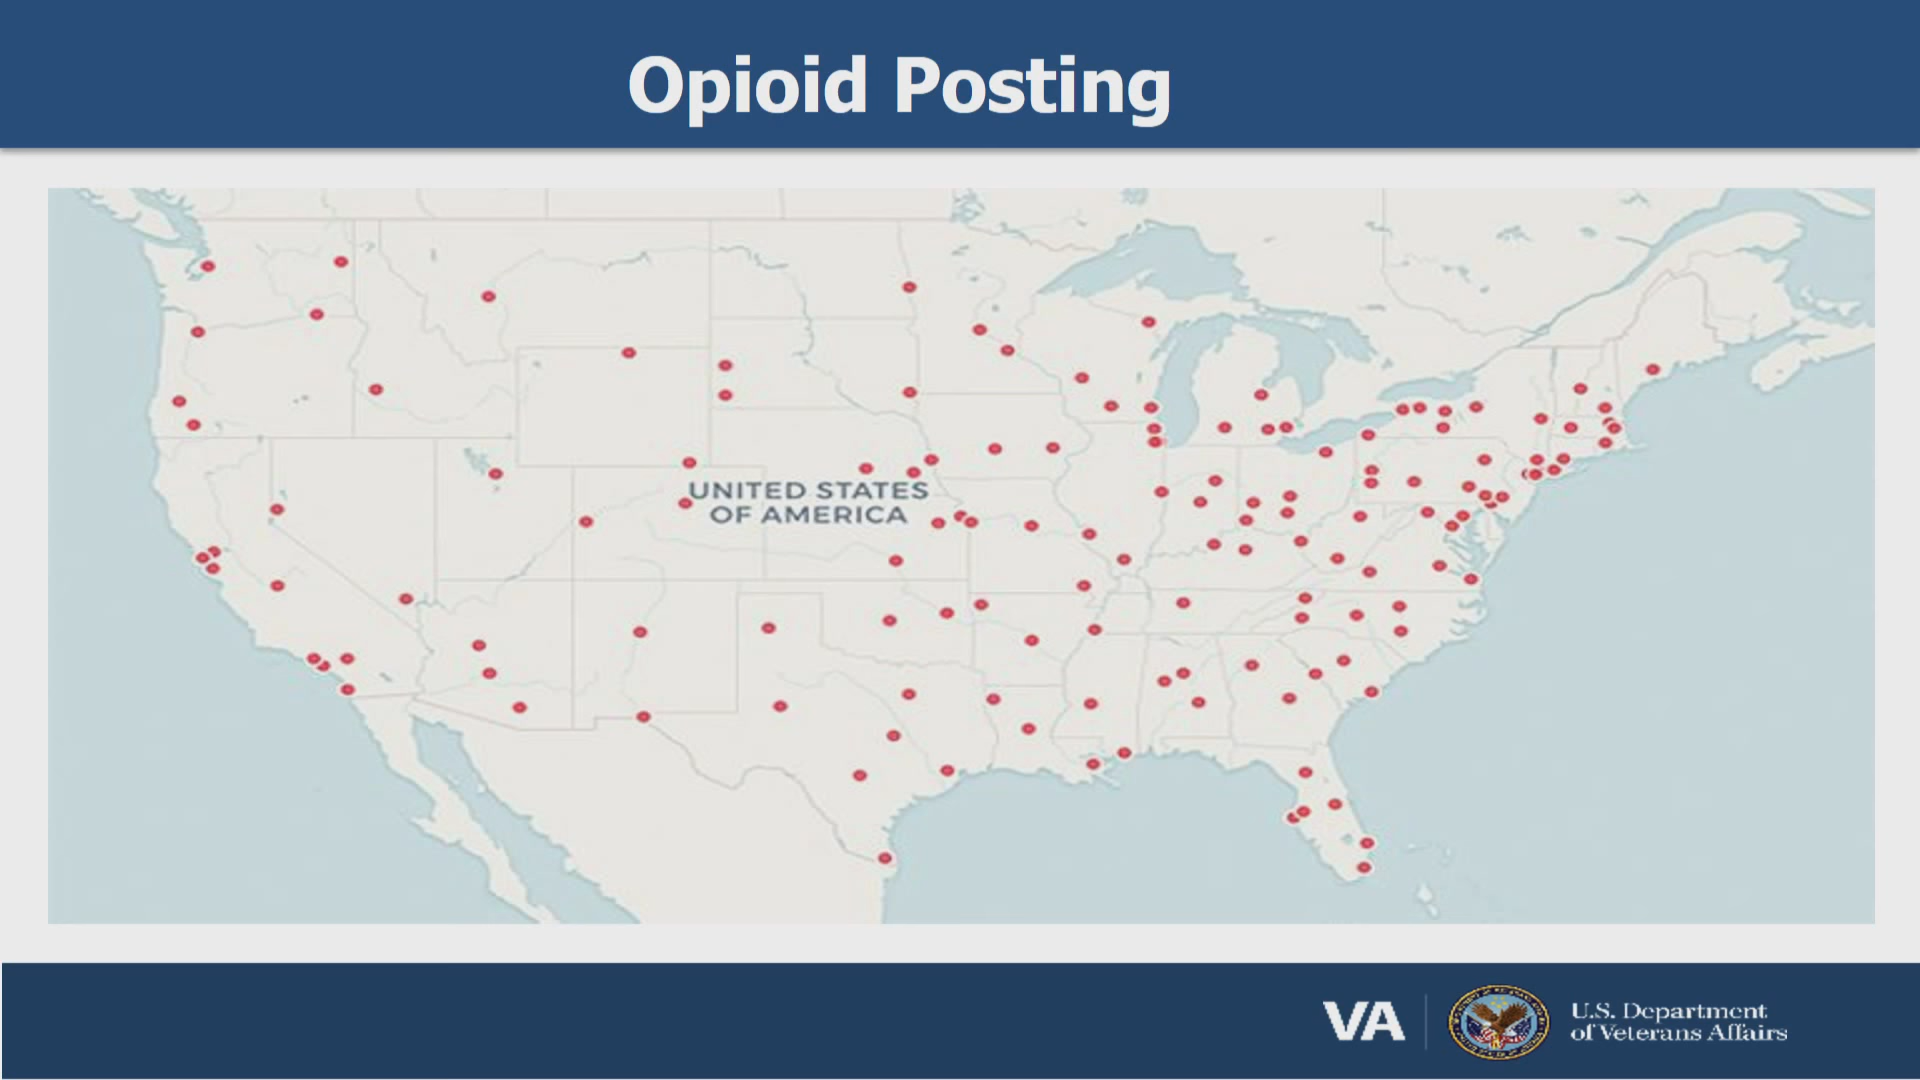 Opioid Posting
UNITED STATES
OF AMERICA
VA
U.S. Department
of Veterans Affairs